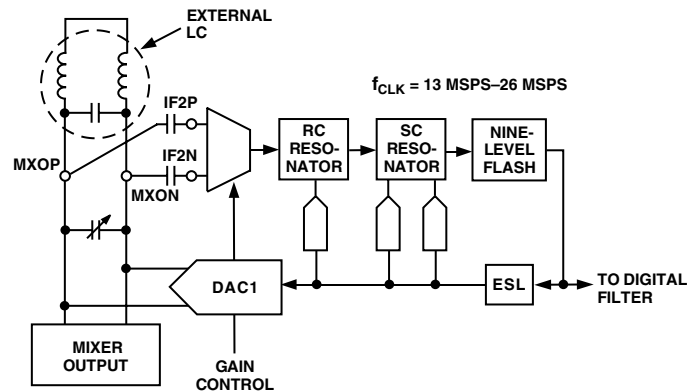 EXTERNAL
LC
fCLK = 13 MSPS–26 MSPS
IF2P
RC
RESO-
NATOR
SC
RESO-
NATOR
NINE-
LEVEL
FLASH
MXOP
IF2N
MXON
DAC1
ESL
TO DIGITAL
FILTER
MIXER
OUTPUT
GAIN
CONTROL